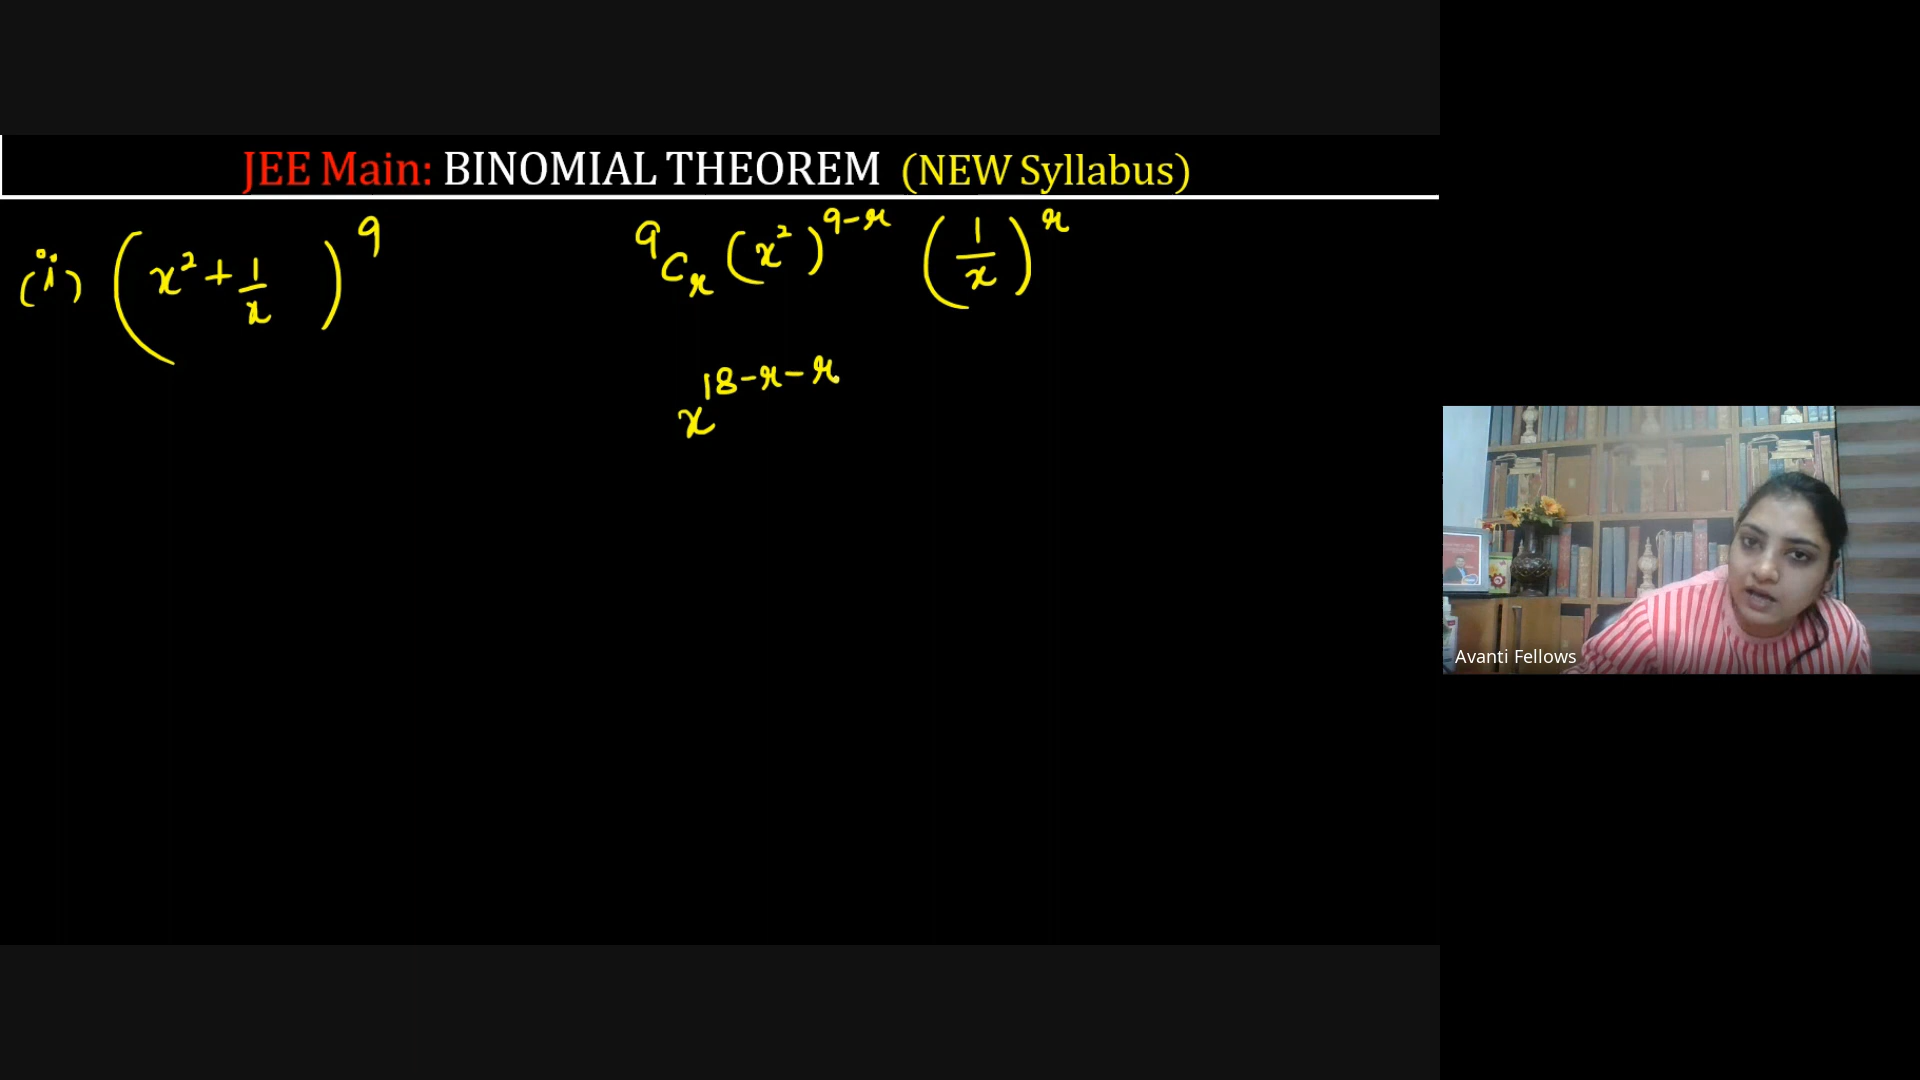 JEE Main: BINOMIAL THEOREM (NEW Syllabus)
(i) (x² + 1/x)⁹
⁹Cᵣ (x²)⁹⁻ʳ (1/x)ʳ
x¹⁸⁻ʳ⁻ʳ
Avanti Fellows